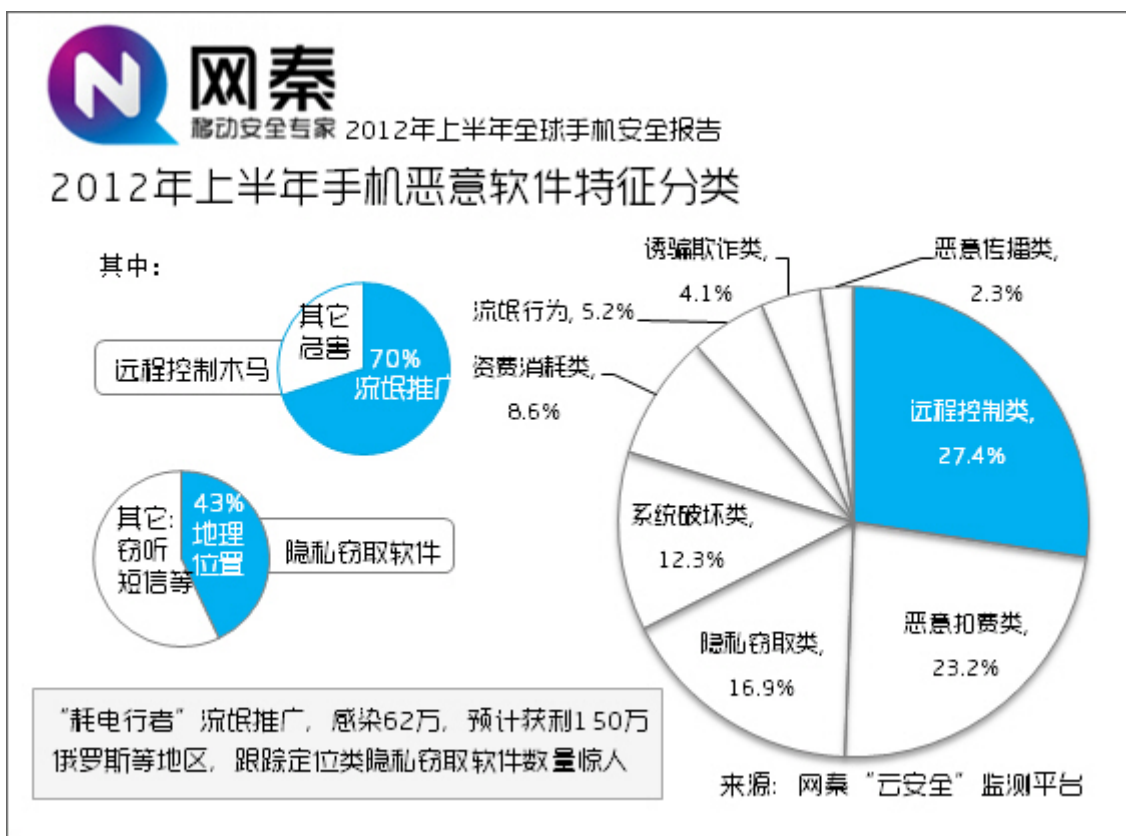 网秦
移动安全专家 2012年上半年全球手机安全报告
2012年上半年手机恶意软件特征分类
其中：
其它
危害
70%
流氓推广
远程控制木马
43%
地理
位置
其它：
窃听
短信等
隐私窃取软件
诱骗欺诈类,
4.1%
恶意传播类,
2.3%
流氓行为, 5.2%
资费消耗类,
8.6%
远程控制类,
27.4%
系统破坏类,
12.3%
恶意扣费类,
23.2%
隐私窃取类,
16.9%
“耗电行者”流氓推广，感染62万，预计获利150万
俄罗斯等地区，跟踪定位类隐私窃取软件数量惊人
来源：网秦“云安全”监测平台